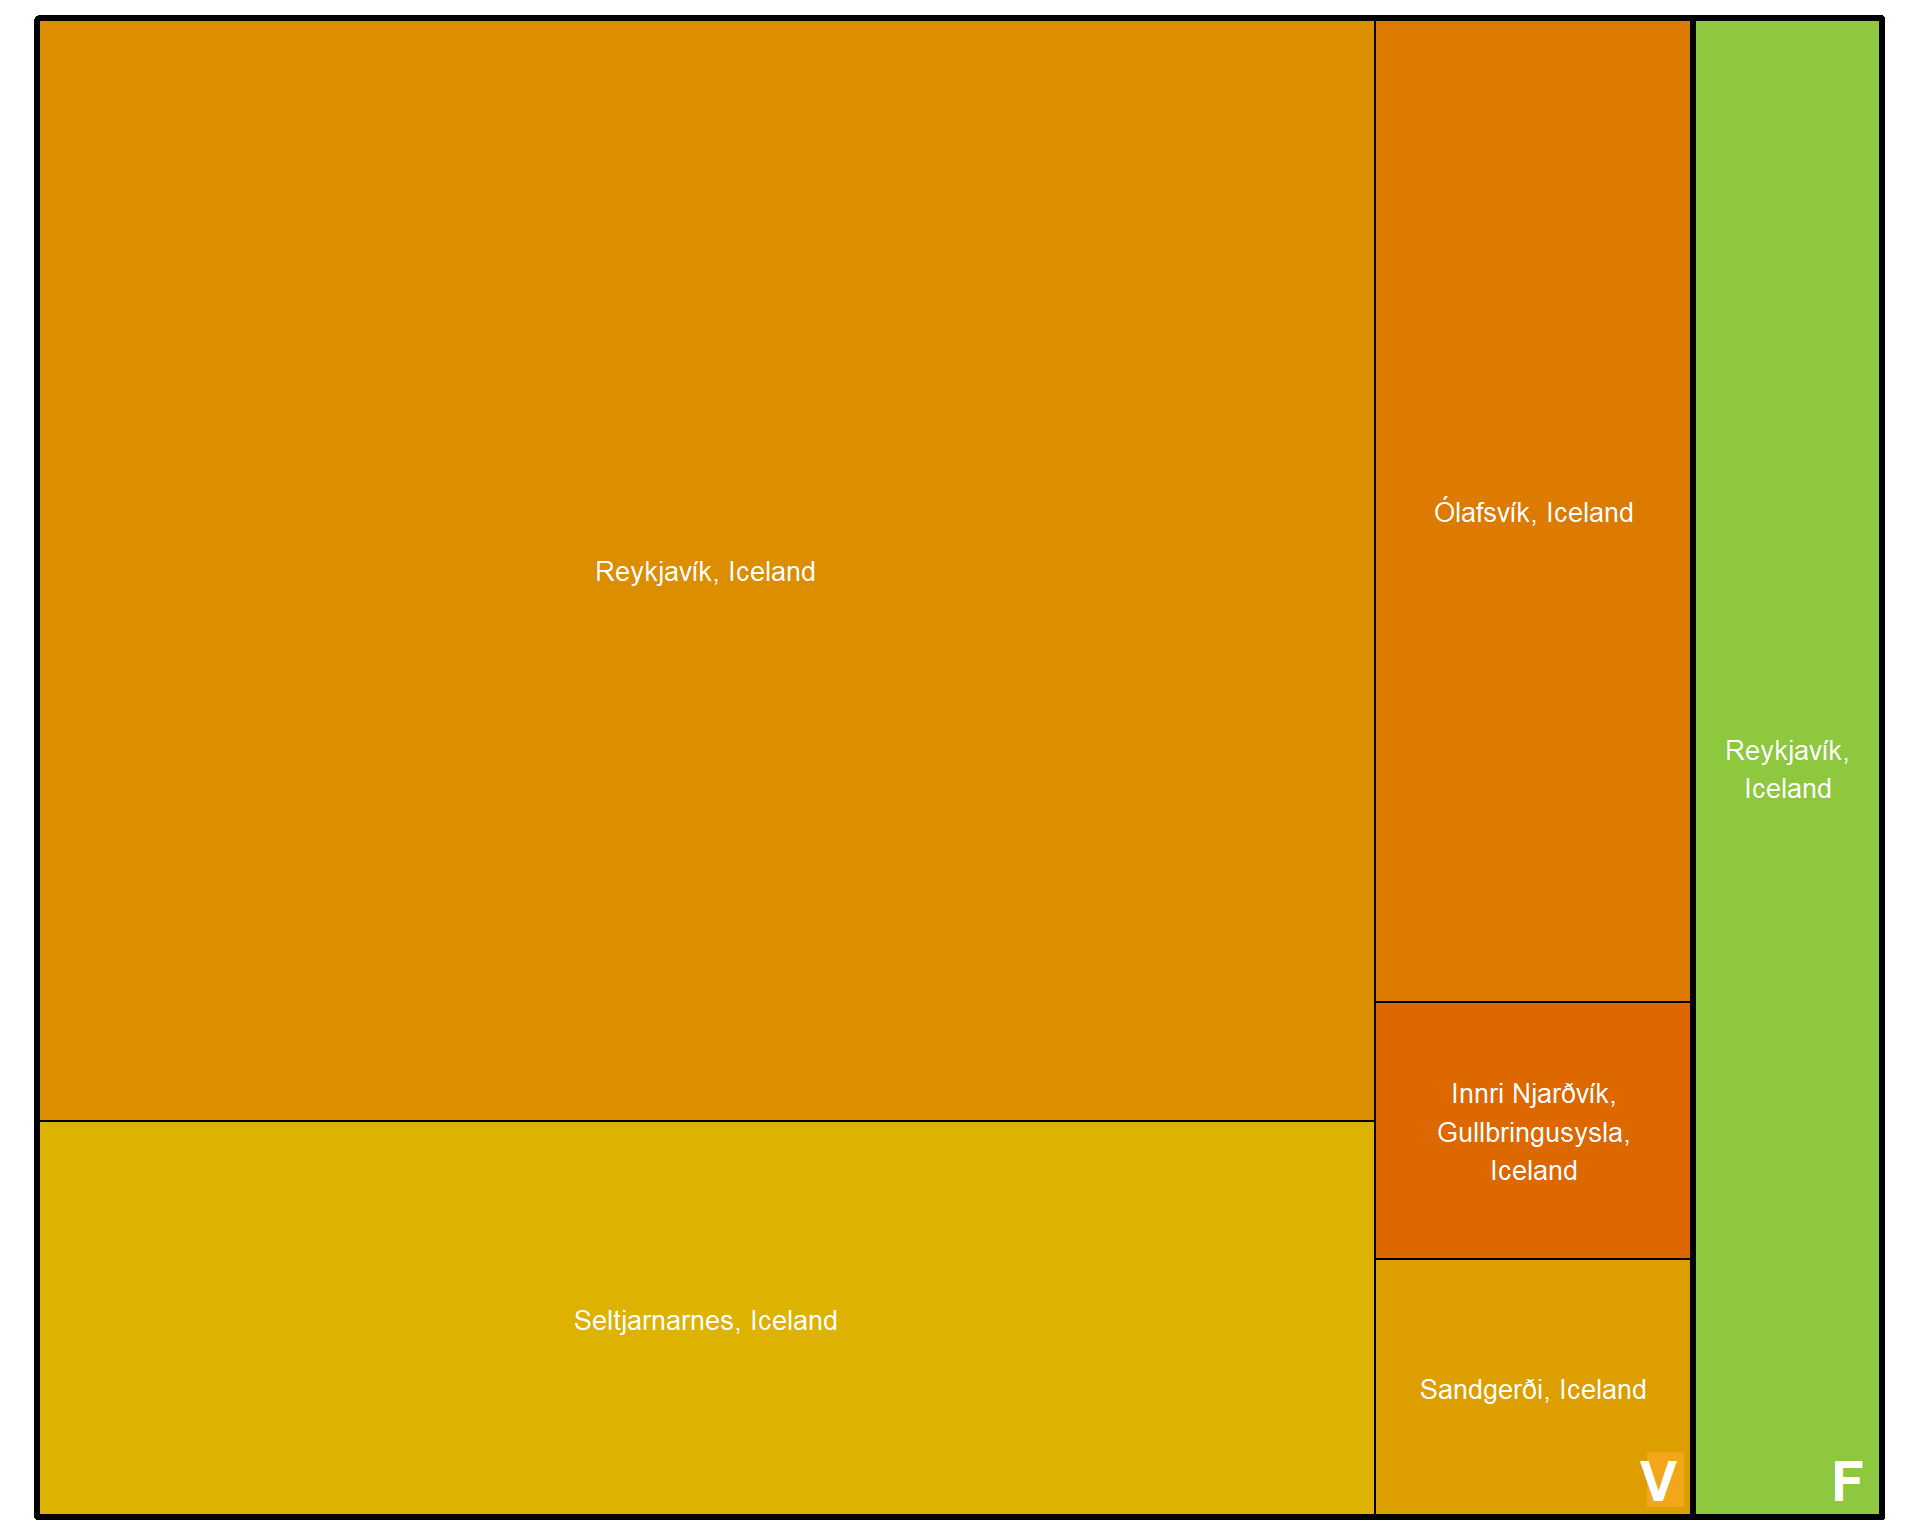 Reykjavík, Iceland
Seltjarnarnes, Iceland
Ólafsvík, Iceland
Innri Njarðvík,
Gullbringusysla,
Iceland
Sandgerði, Iceland
V
Reykjavík,
Iceland
F